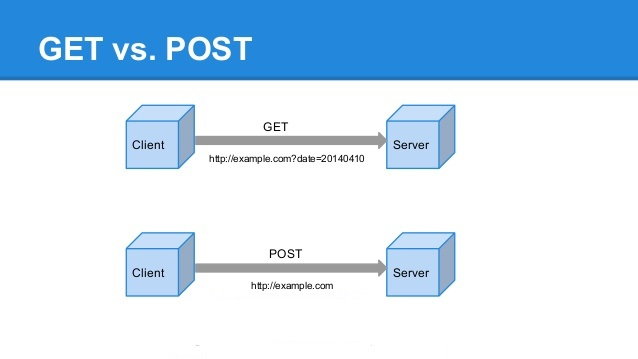 GET vs. POST
GET
Client
Server
http://example.com?date=20140410
POST
Client
Server
http://example.com